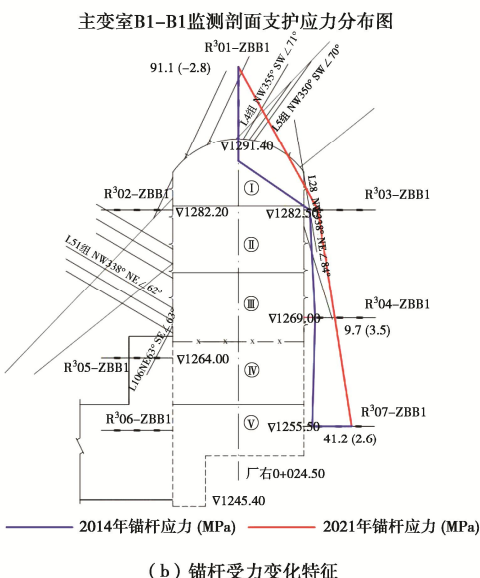 主变室B1-B1监测剖面支护应力分布图
R³01-ZBB1
91.1 (-2.8)
L4组 NW355° SW∠71°
L5组 NW350° SW∠70°
∇1291.40
Ⅰ
R³02-ZBB1
R³03-ZBB1
∇1282.20
∇1282.50
L28 NW338° NE∠84°
Ⅱ
L51组 NW338° NE∠62°
Ⅲ
R³04-ZBB1
∇1269.00
9.7 (3.5)
L106NE63° SE∠63°
∇1264.00
R³05-ZBB1
Ⅳ
R³06-ZBB1
R³07-ZBB1
Ⅴ
∇1255.50
41.2 (2.6)
厂右0+024.50
∇1245.40
2014年锚杆应力 (MPa)
2021年锚杆应力 (MPa)
(b) 锚杆受力变化特征